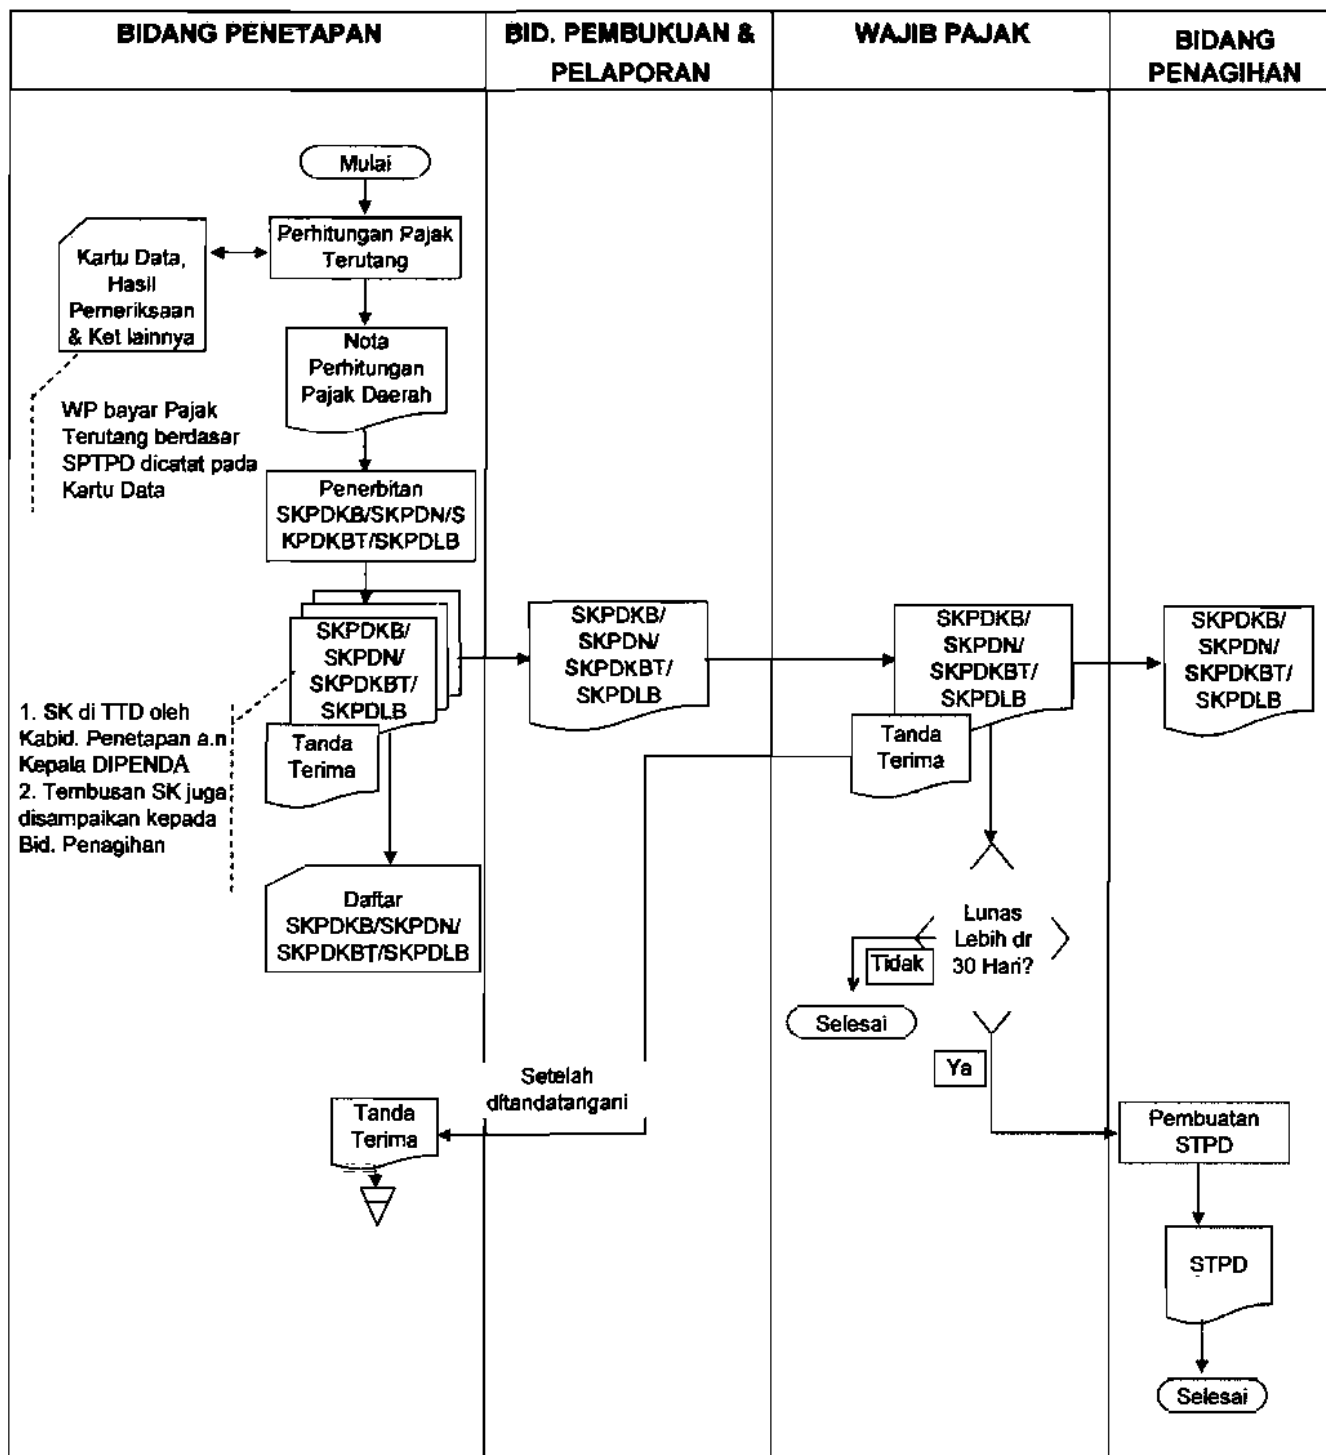 BIDANG PENETAPAN
BID. PEMBUKUAN &
PELAPORAN
WAJIB PAJAK
BIDANG
PENAGIHAN
Mulai
Perhitungan Pajak
Terutang
Kartu Data,
Hasil
Pemeriksaan
& Ket lainnya
Nota
Perhitungan
Pajak Daerah
WP bayar Pajak
Terutang berdasar
SPTPD dicatat pada
Kartu Data
Penerbitan
SKPDKB/SKPDN/S
KPDKBT/SKPDLB
SKPDKB/
SKPDN/
SKPDKBT/
SKPDLB
Tanda
Terima
SKPDKB/
SKPDN/
SKPDKBT/
SKPDLB
SKPDKB/
SKPDN/
SKPDKBT/
SKPDLB
Tanda
Terima
SKPDKB/
SKPDN/
SKPDKBT/
SKPDLB
1. SK di TTD oleh
Kabid. Penetapan a.n
Kepala DIPENDA
2. Tembusan SK juga
disampaikan kepada
Bid. Penagihan
Daftar
SKPDKB/SKPDN/
SKPDKBT/SKPDLB
Lunas
Lebih dr
30 Hari?
Tidak
Selesai
Ya
Setelah
ditandatangani
Tanda
Terima
Pembuatan
STPD
STPD
Selesai